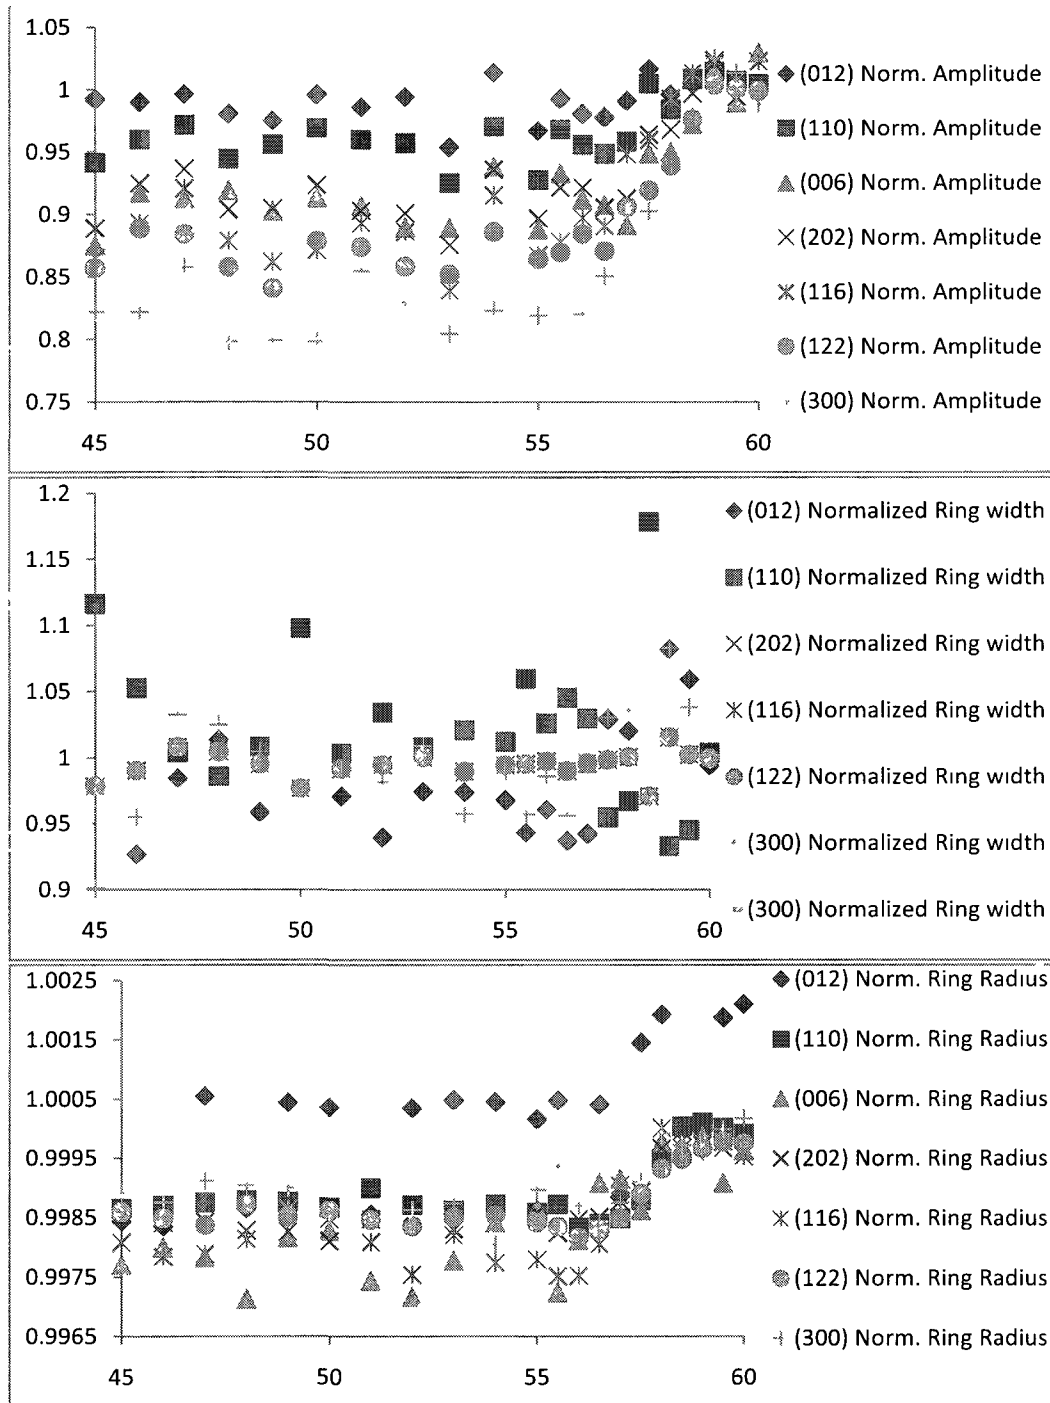 1.05
1
0.95
0.9
0.85
0.8
0.75
45
50
55
60
(012) Norm. Amplitude
(110) Norm. Amplitude
(006) Norm. Amplitude
(202) Norm. Amplitude
(116) Norm. Amplitude
(122) Norm. Amplitude
(300) Norm. Amplitude
1.2
1.15
1.1
1.05
1
0.95
0.9
45
50
55
60
(012) Normalized Ring width
(110) Normalized Ring width
(202) Normalized Ring width
(116) Normalized Ring width
(122) Normalized Ring width
(300) Normalized Ring width
(300) Normalized Ring width
1.0025
1.0015
1.0005
0.9995
0.9985
0.9975
0.9965
45
50
55
60
(012) Norm. Ring Radius
(110) Norm. Ring Radius
(006) Norm. Ring Radius
(202) Norm. Ring Radius
(116) Norm. Ring Radius
(122) Norm. Ring Radius
(300) Norm. Ring Radius